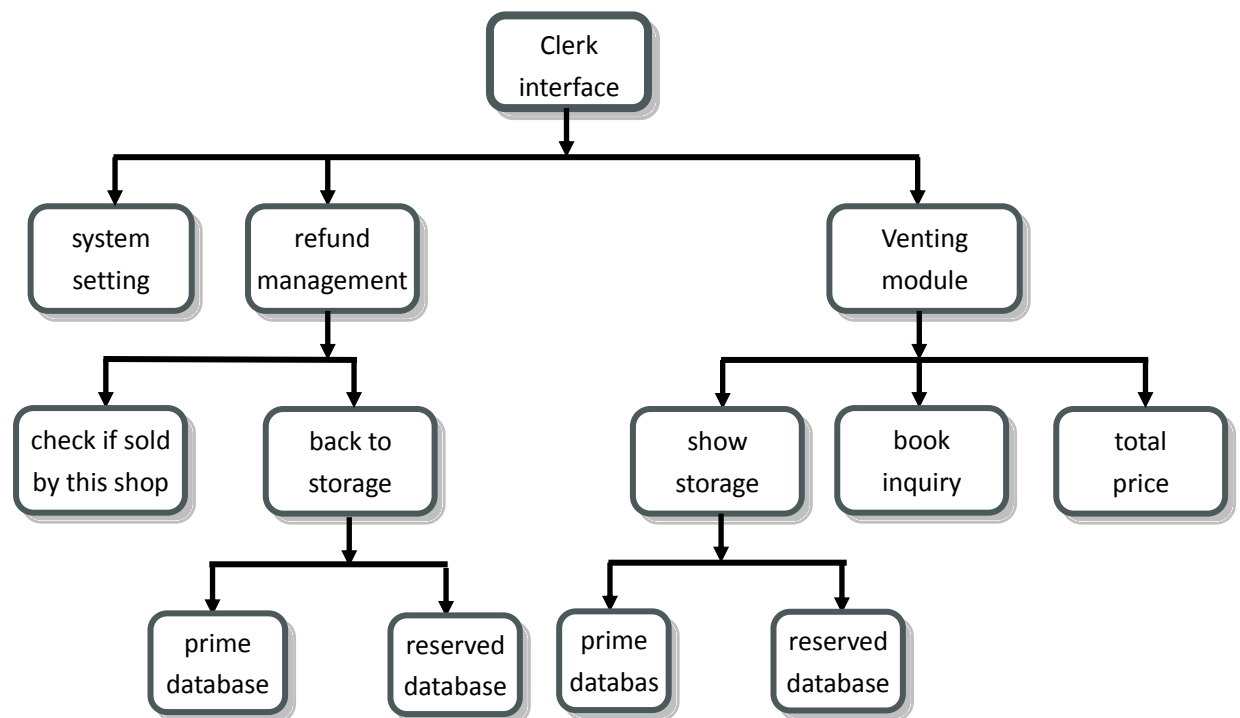 Clerk
interface
system
setting
refund
management
Venting
module
check if sold
by this shop
back to
storage
show
storage
book
inquiry
total
price
prime
database
reserved
database
prime
databas
reserved
database